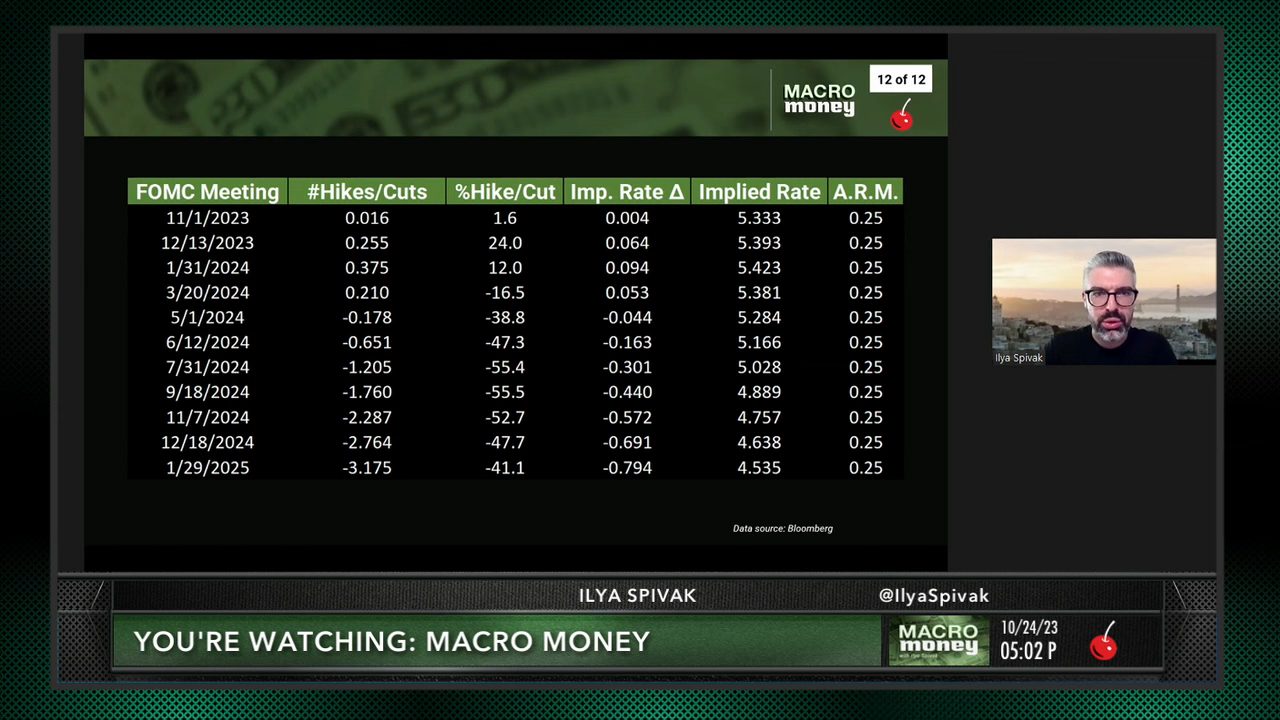 12 of 12
MACRO
money
FOMC Meeting #Hikes/Cuts %Hike/Cut Imp. Rate Δ Implied Rate A.R.M.
11/1/2023 0.016 1.6 0.004 5.333 0.25
12/13/2023 0.255 24.0 0.064 5.393 0.25
1/31/2024 0.375 12.0 0.094 5.423 0.25
3/20/2024 0.210 -16.5 0.053 5.381 0.25
5/1/2024 -0.178 -38.8 -0.044 5.284 0.25
6/12/2024 -0.651 -47.3 -0.163 5.166 0.25
7/31/2024 -1.205 -55.4 -0.301 5.028 0.25
9/18/2024 -1.760 -55.5 -0.440 4.889 0.25
11/7/2024 -2.287 -52.7 -0.572 4.757 0.25
12/18/2024 -2.764 -47.7 -0.691 4.638 0.25
1/29/2025 -3.175 -41.1 -0.794 4.535 0.25
Ilya Spivak
Data source: Bloomberg
ILYA SPIVAK @IlyaSpivak
YOU'RE WATCHING: MACRO MONEY
MACRO
money
10/24/23
05:02 P